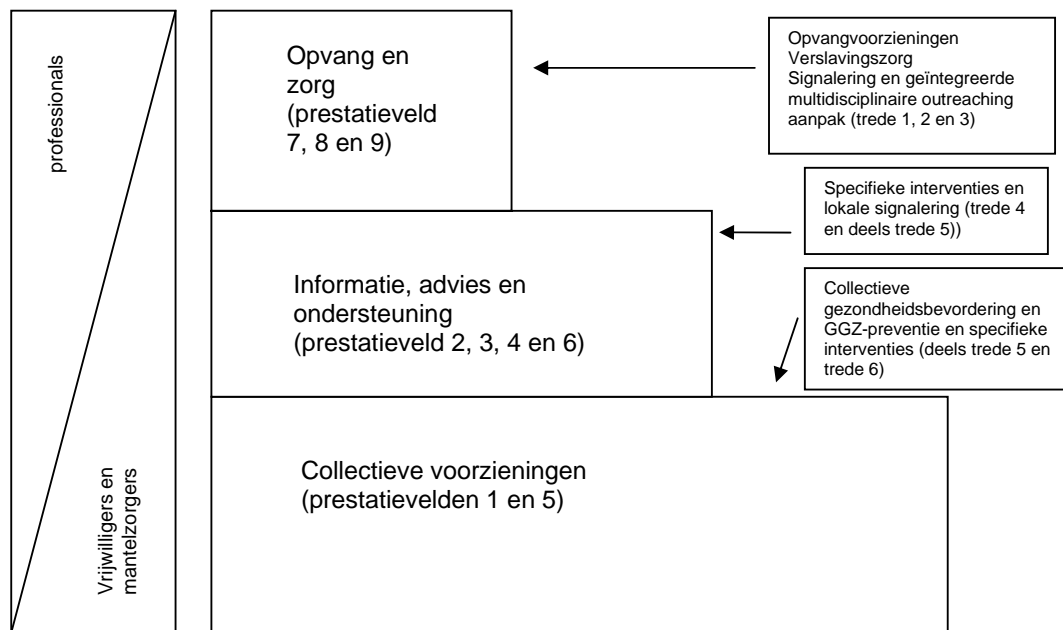 professionals
Vrijwilligers en
mantelzorgers
Opvang en
zorg
(prestatieveld
7, 8 en 9)
Opvangvoorzieningen
Verslavingszorg
Signalering en geïntegreerde
multidisciplinaire outreaching
aanpak (trede 1, 2 en 3)
Informatie, advies en
ondersteuning
(prestatieveld 2, 3, 4 en 6)
Specifieke interventies en
lokale signalering (trede 4
en deels trede 5))
Collectieve
gezondheidsbevordering en
GGZ-preventie en specifieke
interventies (deels trede 5 en
trede 6)
Collectieve voorzieningen
(prestatievelden 1 en 5)